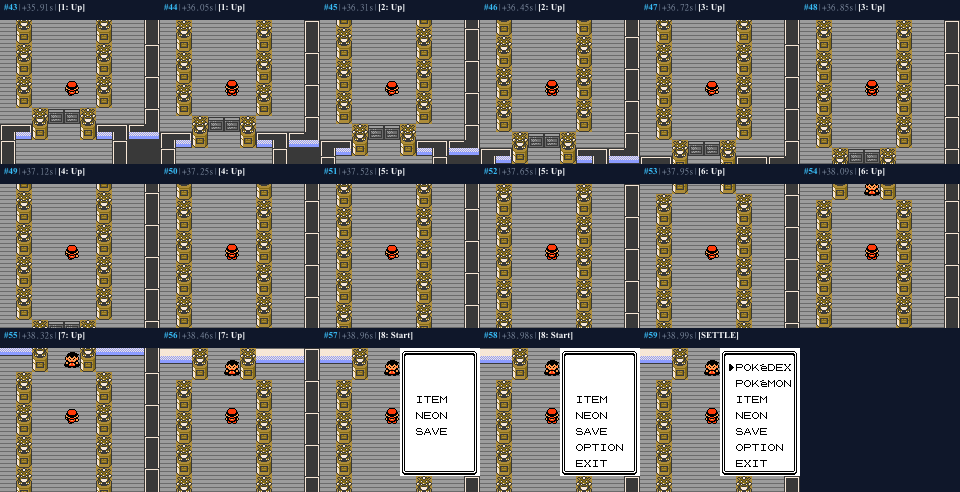 #43|+35.91s|[1: Up]
#44|+36.05s|[1: Up]
#45|+36.31s|[2: Up]
#46|+36.45s|[2: Up]
#47|+36.72s|[3: Up]
#48|+36.85s|[3: Up]
#49|+37.12s|[4: Up]
#50|+37.25s|[4: Up]
#51|+37.52s|[5: Up]
#52|+37.65s|[5: Up]
#53|+37.95s|[6: Up]
#54|+38.09s|[6: Up]
#55|+38.32s|[7: Up]
#56|+38.46s|[7: Up]
#57|+38.96s|[8: Start]
#58|+38.98s|[8: Start]
#59|+38.99s|[SETTLE]
ITEM
NEON
SAVE
ITEM
NEON
SAVE
OPTION
EXIT
▶POKéDEX
POKéMON
ITEM
NEON
SAVE
OPTION
EXIT